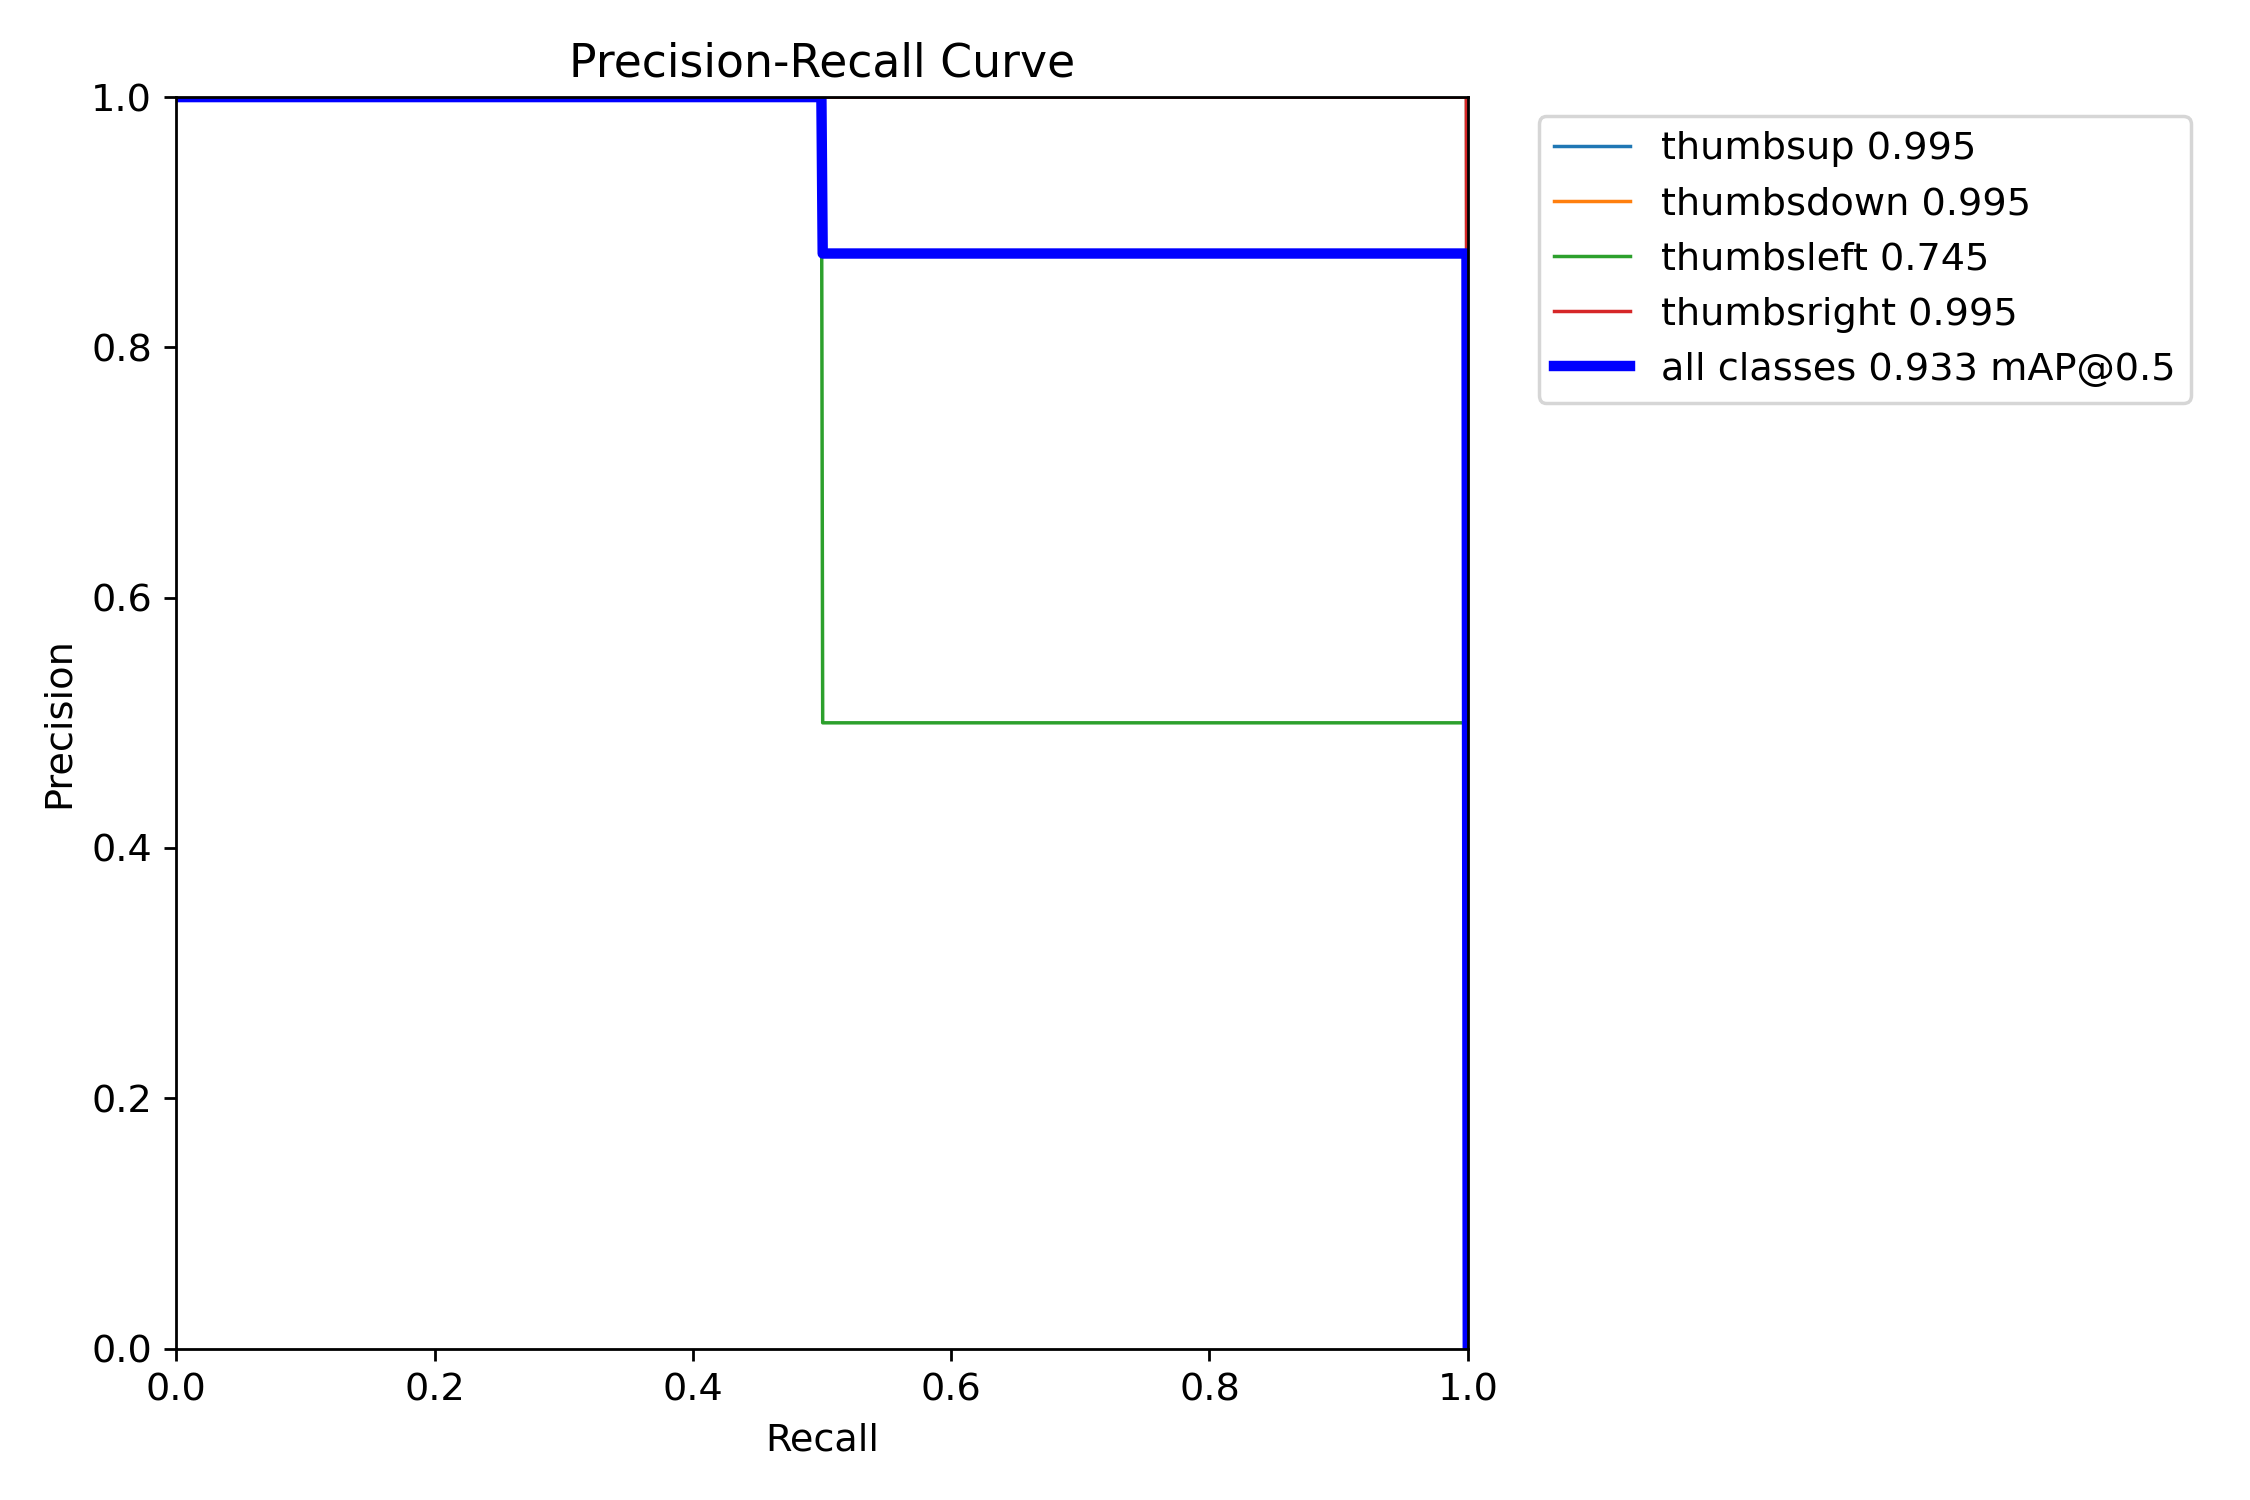 Precision-Recall Curve
1.0
0.8
0.6
0.4
0.2
0.0
Precision
0.0 0.2 0.4 0.6 0.8 1.0
Recall
thumbsup 0.995
thumbsdown 0.995
thumbsleft 0.745
thumbsright 0.995
all classes 0.933 mAP@0.5